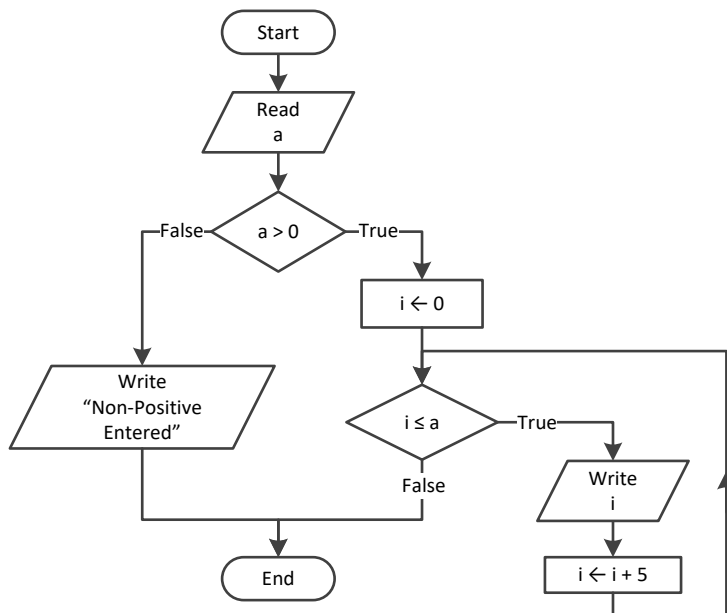 Start
Read
a
a > 0
False
True
i ← 0
Write
“Non-Positive
Entered”
i ≤ a
True
False
Write
i
i ← i + 5
End